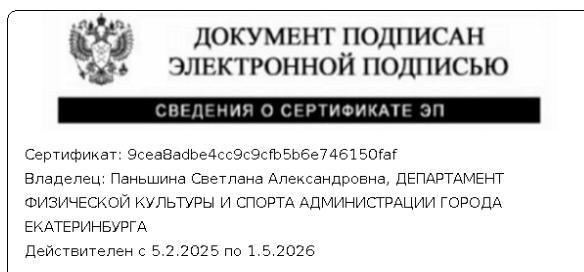 ДОКУМЕНТ ПОДПИСАН
ЭЛЕКТРОННОЙ ПОДПИСЬЮ
СВЕДЕНИЯ О СЕРТИФИКАТЕ ЭП
Сертификат: 9cea8adbe4cc9c9cfb5b6e746150faf
Владелец: Паньшина Светлана Александровна, ДЕПАРТАМЕНТ
ФИЗИЧЕСКОЙ КУЛЬТУРЫ И СПОРТА АДМИНИСТРАЦИИ ГОРОДА
ЕКАТЕРИНБУРГА
Действителен с 5.2.2025 по 1.5.2026